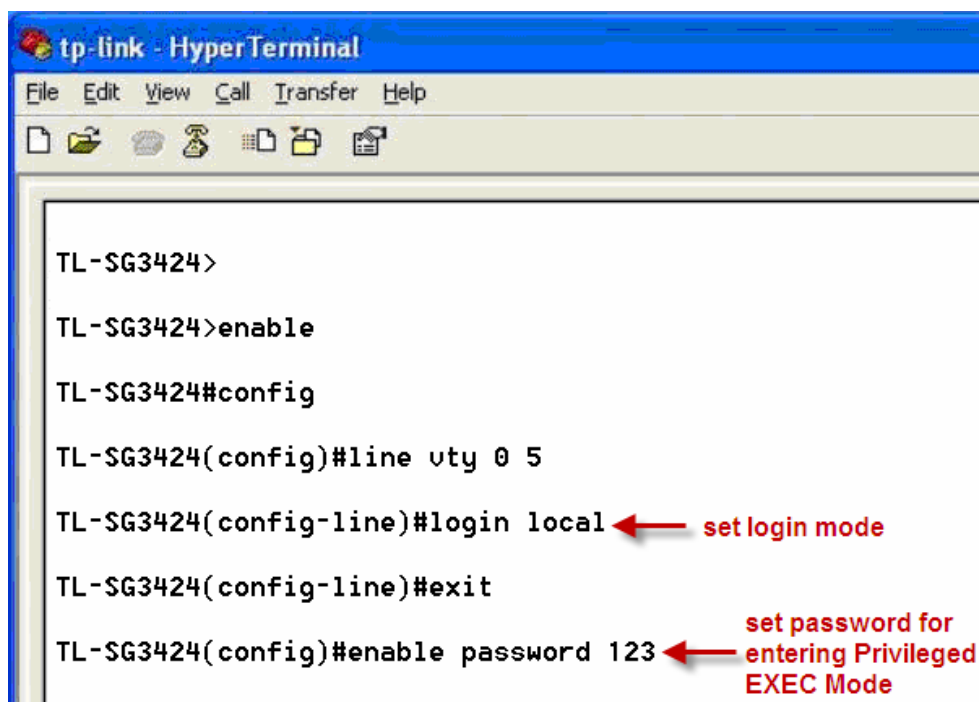 tp-link - HyperTerminal
File Edit View Call Transfer Help
TL-SG3424>
TL-SG3424>enable
TL-SG3424#config
TL-SG3424(config)#line vty 0 5
TL-SG3424(config-line)#login local
set login mode
TL-SG3424(config-line)#exit
TL-SG3424(config)#enable password 123
set password for
entering Privileged
EXEC Mode